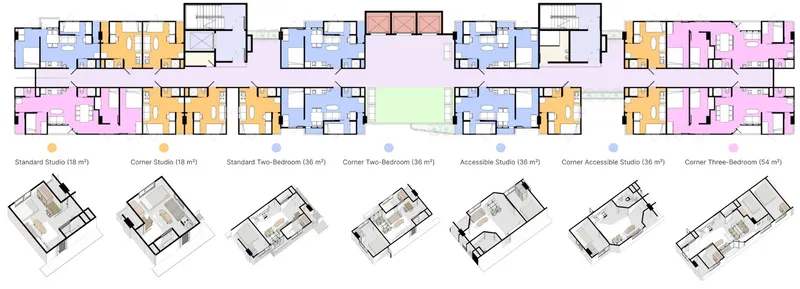 Standard Studio (18 m²)
Corner Studio (18 m²)
Standard Two-Bedroom (36 m²)
Corner Two-Bedroom (36 m²)
Accessible Studio (36 m²)
Corner Accessible Studio (36 m²)
Corner Three-Bedroom (54 m²)